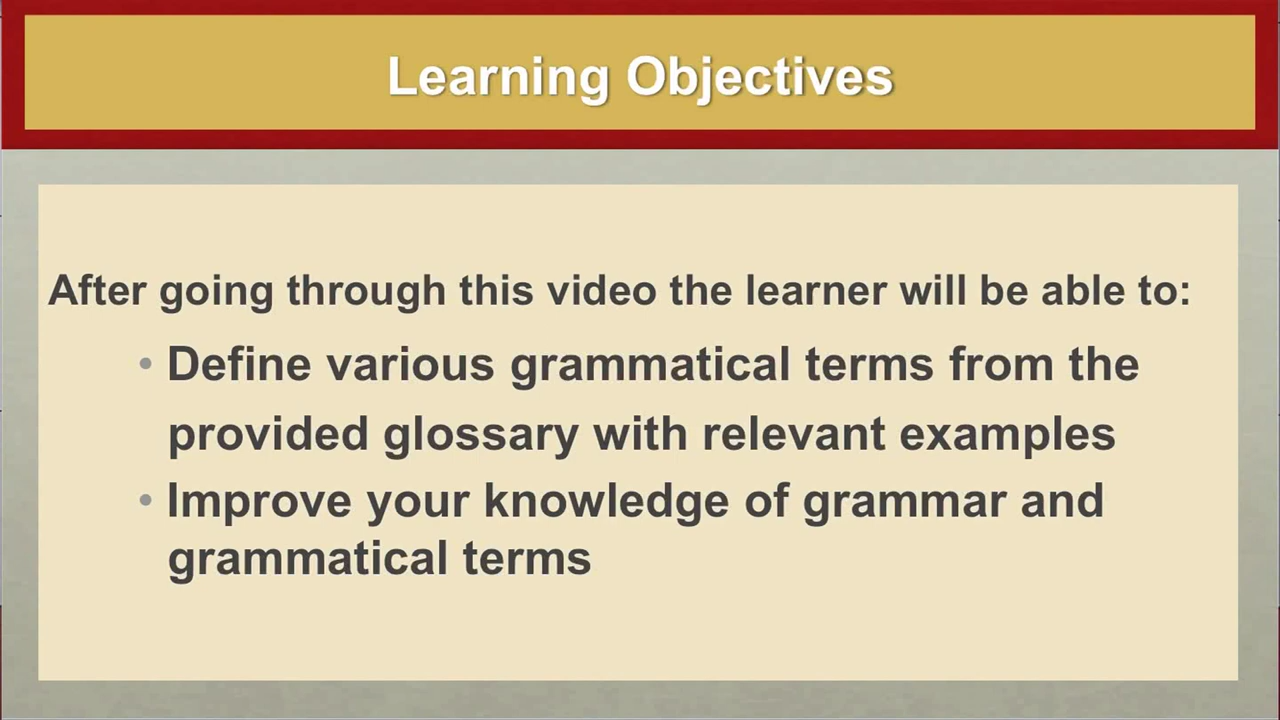 Learning Objectives
After going through this video the learner will be able to:
• Define various grammatical terms from the
provided glossary with relevant examples
• Improve your knowledge of grammar and
grammatical terms